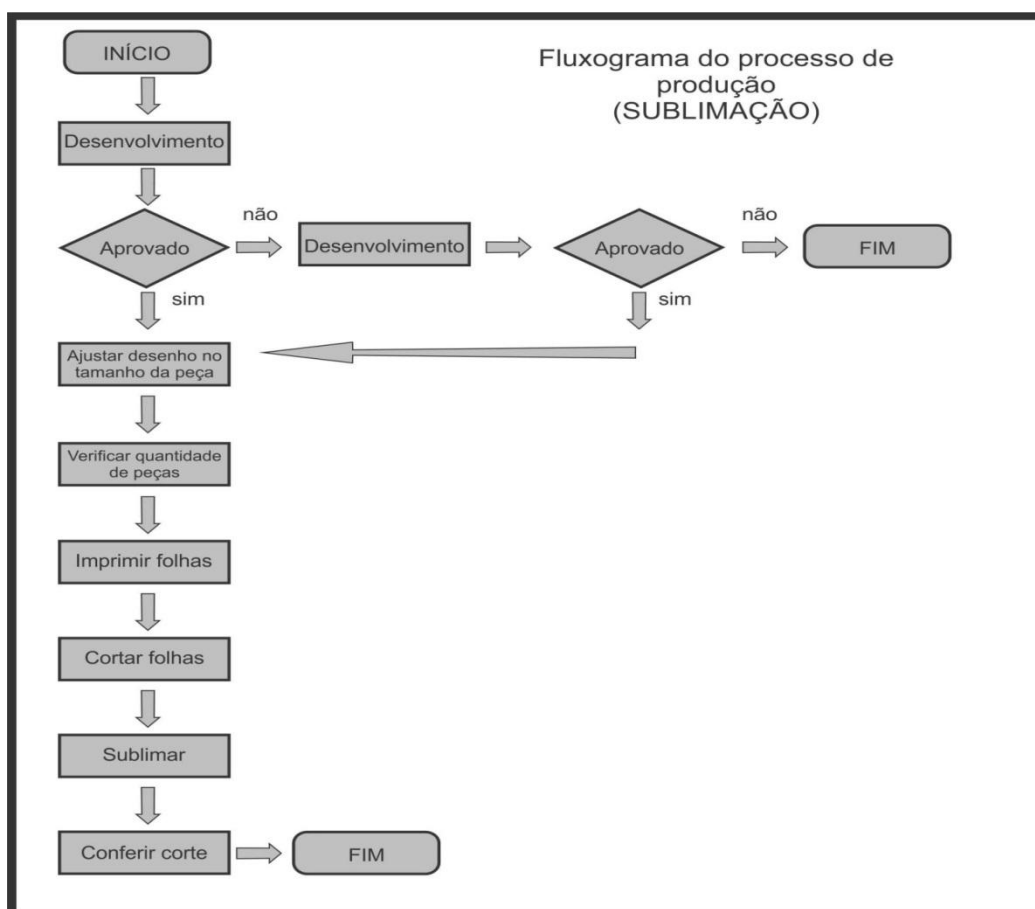 INÍCIO
Fluxograma do processo de
produção
(SUBLIMAÇÃO)
Desenvolvimento
Aprovado
não
Desenvolvimento
Aprovado
não
FIM
sim
sim
Ajustar desenho no
tamanho da peça
Verificar quantidade
de peças
Imprimir folhas
Cortar folhas
Sublimar
Conferir corte
FIM